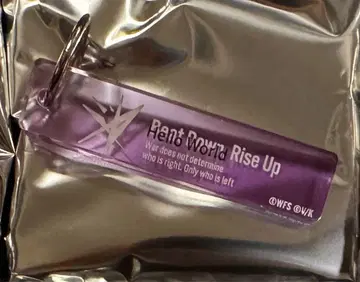 Bent Down, Rise Up
Hello World
War does not determine
who is right. Only who is left
©WFS ©V/K